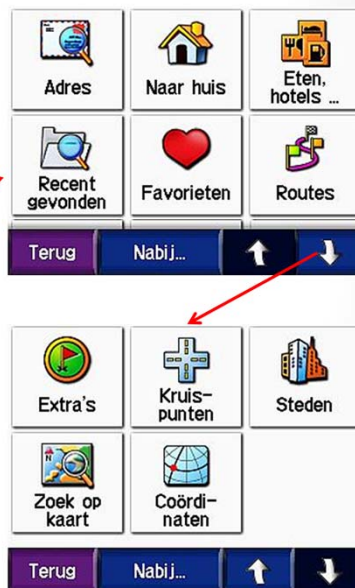 Adres
Naar huis
Eten,
hotels ...
Recent
gevonden
Favorieten
Routes
Terug
Nabij...
Extra's
Kruis-
punten
Steden
Zoek op
kaart
Coördi-
naten
Terug
Nabij...